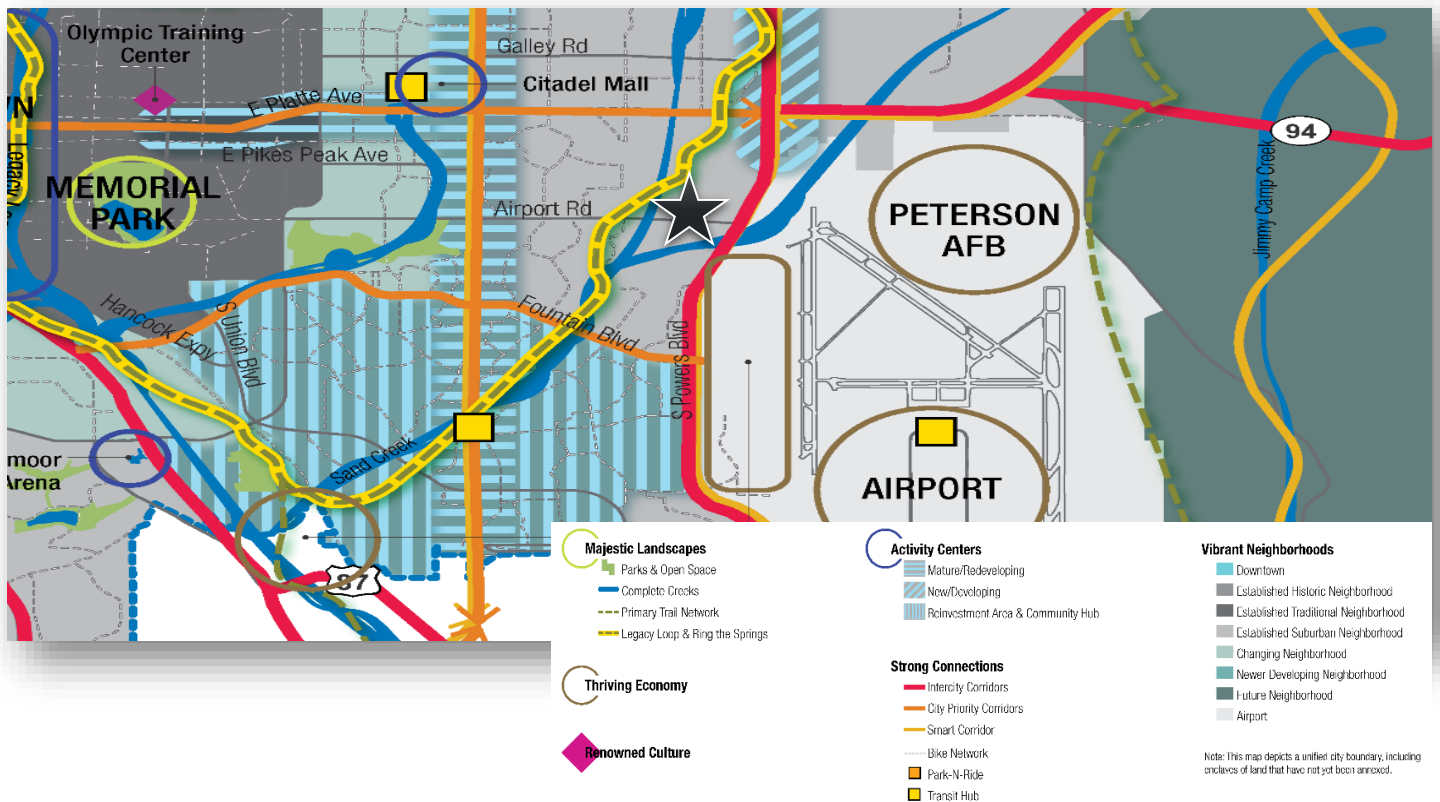 Olympic Training
Center
Galley Rd
Citadel Mall
E Platte Ave
E Pikes Peak Ave
94
Jimmy Camp Creek
MEMORIAL
PARK
Airport Rd
PETERSON
AFB
Hancock Expy
S Union Blvd
Fountain Blvd
S Powers Blvd
Sand Creek
moor
Arena
AIRPORT
87
Majestic Landscapes
Parks & Open Space
Complete Creeks
Primary Trail Network
Legacy Loop & Ring the Springs
Thriving Economy
Renowned Culture
Activity Centers
Mature/Redeveloping
New/Developing
Reinvestment Area & Community Hub
Strong Connections
Intercity Corridors
City Priority Corridors
Smart Corridor
Bike Network
Park-N-Ride
Transit Hub
Vibrant Neighborhoods
Downtown
Established Historic Neighborhood
Established Traditional Neighborhood
Established Suburban Neighborhood
Changing Neighborhood
Newer Developing Neighborhood
Future Neighborhood
Airport
Note: This map depicts a unified city boundary, including
enclaves of land that have not yet been annexed.